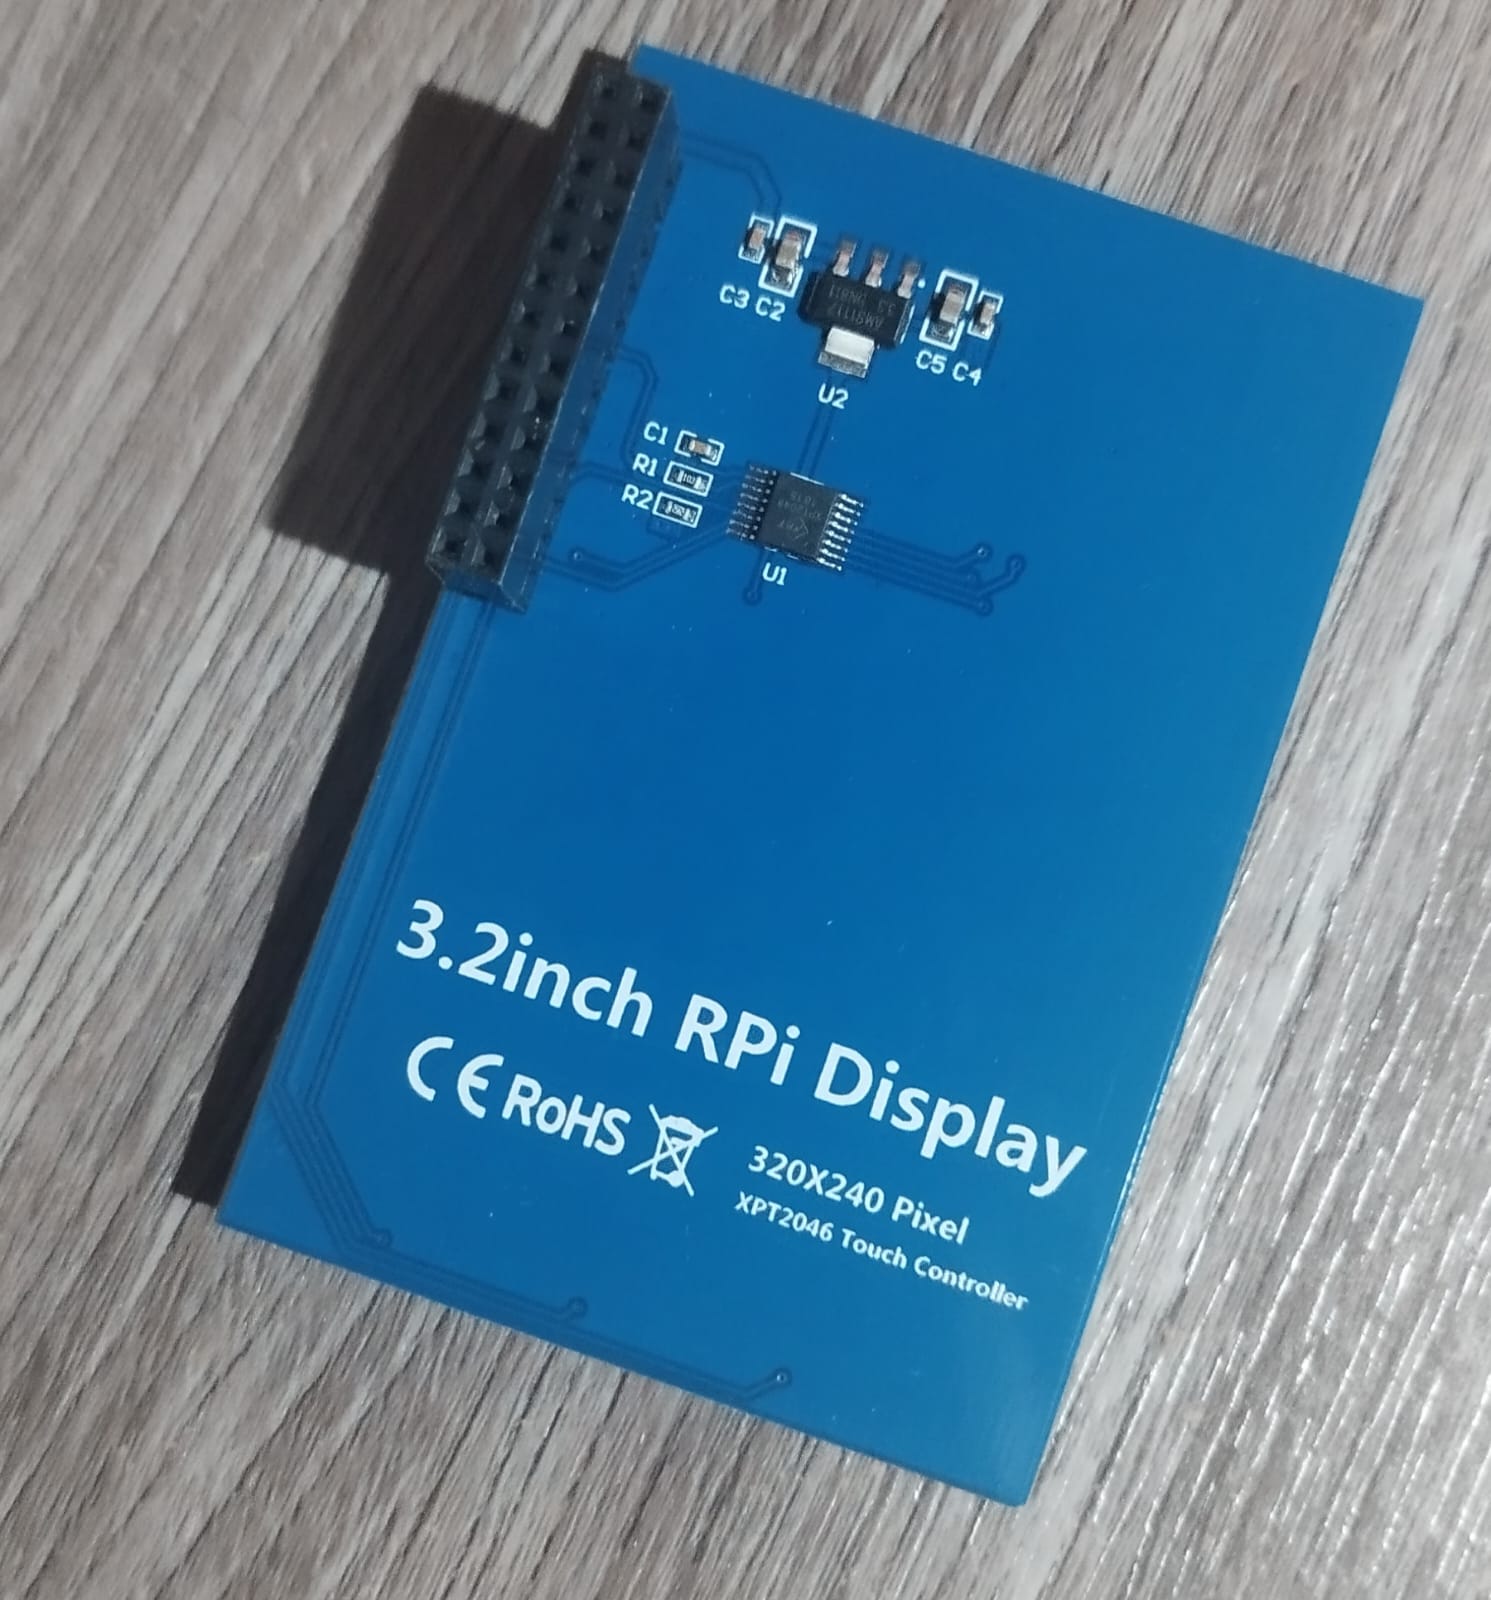 C3 C2
C5 C4
U2
C1
R1
R2
U1
3.2inch RPi Display
CE RoHS
320X240 Pixel
XPT2046 Touch Controller